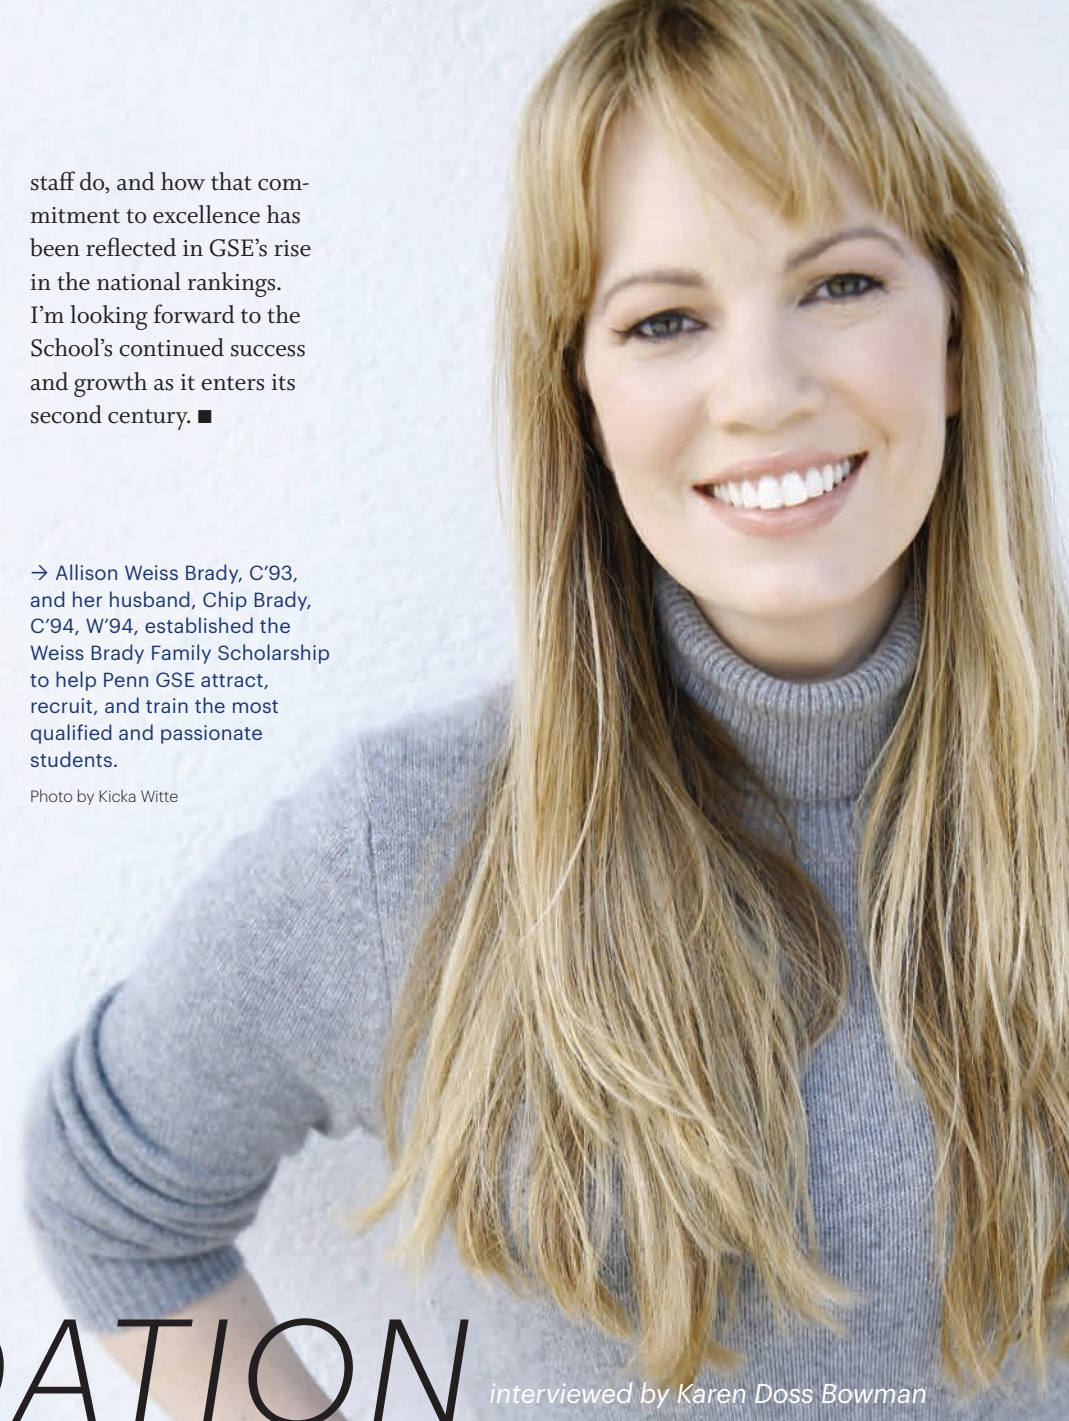 staff do, and how that com-
mitment to excellence has
been reflected in GSE’s rise
in the national rankings.
I’m looking forward to the
School’s continued success
and growth as it enters its
second century. ■
→ Allison Weiss Brady, C’93,
and her husband, Chip Brady,
C’94, W’94, established the
Weiss Brady Family Scholarship
to help Penn GSE attract,
recruit, and train the most
qualified and passionate
students.
Photo by Kicka Witte
DATION
interviewed by Karen Doss Bowman